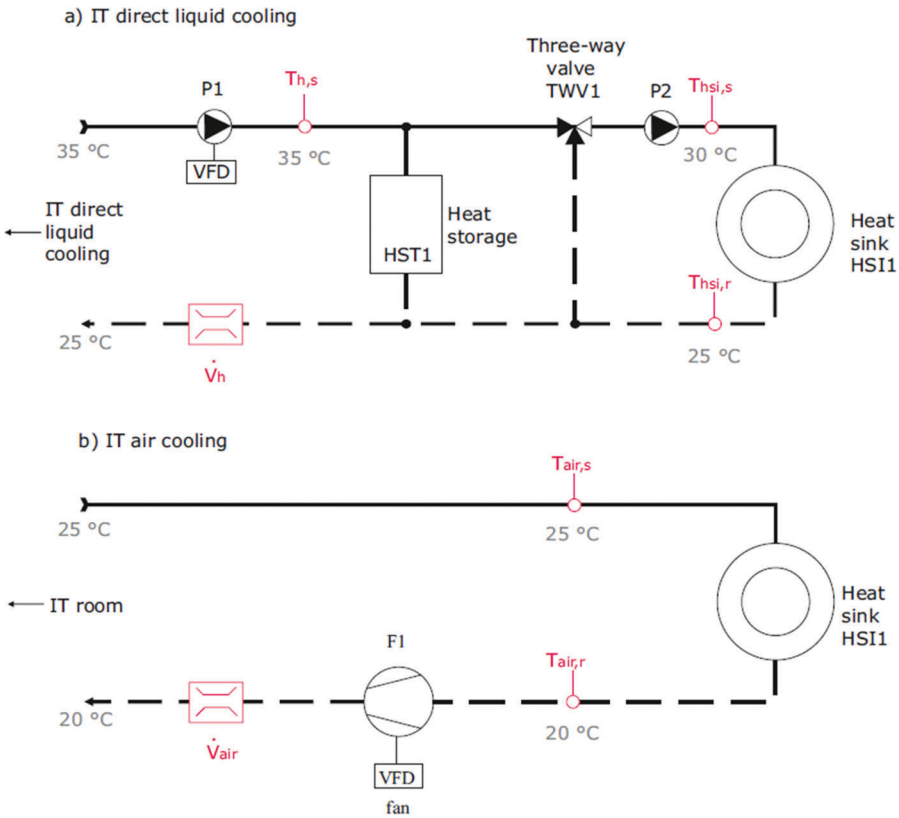 a) IT direct liquid cooling
Three-way
valve
TWV1
P1
Th,s
P2
Thsi,s
35 °C
VFD
35 °C
30 °C
IT direct
liquid
cooling
HST1
Heat
storage
Heat
sink
HSI1
Thsi,r
25 °C
V̇h
25 °C
b) IT air cooling
Tair,s
25 °C
25 °C
IT room
Heat
sink
HSI1
F1
Tair,r
20 °C
V̇air
20 °C
VFD
fan